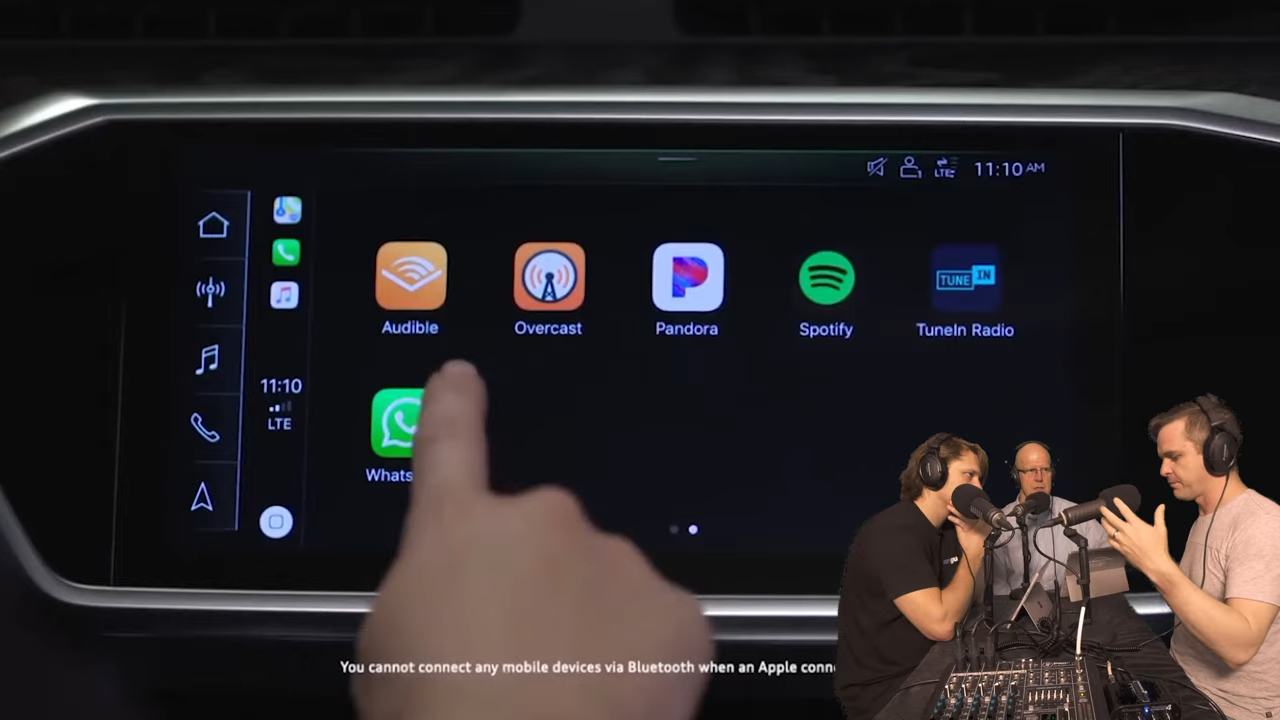 11:10 AM
LTE
Audible
Overcast
Pandora
Spotify
TUNE IN
TuneIn Radio
11:10
LTE
Whats
You cannot connect any mobile devices via Bluetooth when an Apple conn